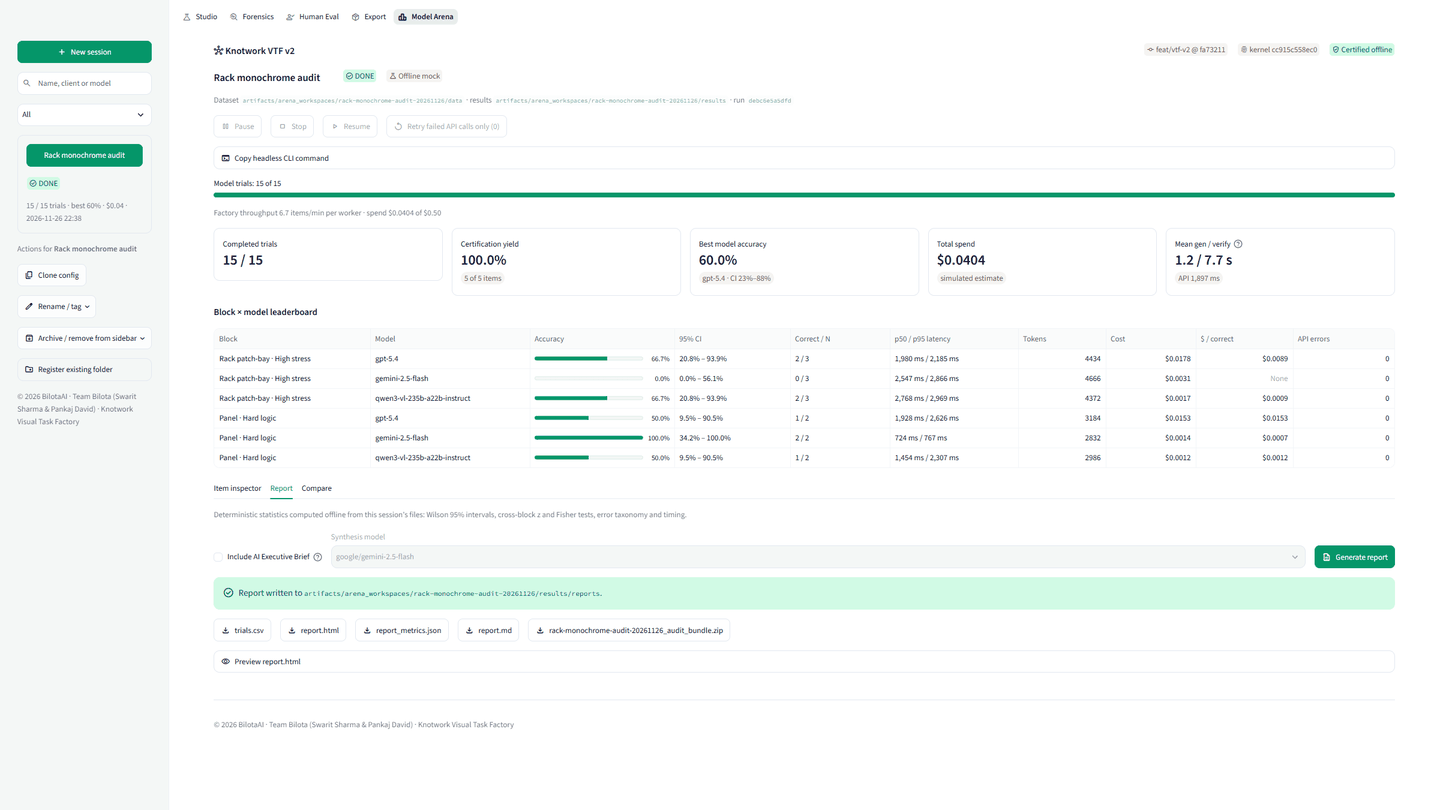 Studio
Forensics
Human Eval
Export
Model Arena
New session
Name, client or model
All
Rack monochrome audit
DONE
15 / 15 trials · best 60% · $0.04 ·
2026-11-26 22:38
Actions for Rack monochrome audit
Clone config
Rename / tag
Archive / remove from sidebar
Register existing folder
© 2026 BilotaAI · Team Bilota (Swarit
Sharma & Pankaj David) · Knotwork
Visual Task Factory
Knotwork VTF v2
feat/vtf-v2 @ fa73211
kernel cc915c558ec0
Certified offline
Rack monochrome audit
DONE
Offline mock
Dataset artifacts/arena_workspaces/rack-monochrome-audit-20261126/data · results artifacts/arena_workspaces/rack-monochrome-audit-20261126/results · run
Pause
Stop
Resume
Retry failed API calls only (0)
Copy headless CLI command
Model trials: 15 of 15
Factory throughput 6.7 items/min per worker · spend $0.0404 of $0.50
Completed trials
15 / 15
Certification yield
100.0%
5 of 5 items
Best model accuracy
60.0%
gpt-5.4 · CI 23%–88%
Total spend
$0.0404
simulated estimate
Mean gen / verify
1.2 / 7.7 s
API 1,897 ms
Block × model leaderboard
Block Model Accuracy 95% CI Correct / N p50 / p95 latency Tokens Cost $ / correct API errors
Rack patch-bay · High stress gpt-5.4 66.7% 20.8% – 93.9% 2 / 3 1,980 ms / 2,185 ms 4434 $0.0178 $0.0089 0
Rack patch-bay · High stress gemini-2.5-flash 0.0% 0.0% – 56.1% 0 / 3 2,547 ms / 2,866 ms 4666 $0.0031 None 0
Rack patch-bay · High stress qwen3-vl-235b-a22b-instruct 66.7% 20.8% – 93.9% 2 / 3 2,768 ms / 2,969 ms 4372 $0.0017 $0.0009 0
Panel · Hard logic gpt-5.4 50.0% 9.5% – 90.5% 1 / 2 1,928 ms / 2,626 ms 3184 $0.0153 $0.0153 0
Panel · Hard logic gemini-2.5-flash 100.0% 34.2% – 100.0% 2 / 2 724 ms / 767 ms 2832 $0.0014 $0.0007 0
Panel · Hard logic qwen3-vl-235b-a22b-instruct 50.0% 9.5% – 90.5% 1 / 2 1,454 ms / 2,307 ms 2986 $0.0012 $0.0012 0
Item inspector
Report
Compare
Deterministic statistics computed offline from this session's files: Wilson 95% intervals, cross-block z and Fisher tests, error taxonomy and timing.
Synthesis model
Include AI Executive Brief
google/gemini-2.5-flash
Generate report
Report written to artifacts/arena_workspaces/rack-monochrome-audit-20261126/results/reports.
trials.csv
report.html
report_metrics.json
report.md
rack-monochrome-audit-20261126_audit_bundle.zip
Preview report.html
© 2026 BilotaAI · Team Bilota (Swarit Sharma & Pankaj David) · Knotwork Visual Task Factory